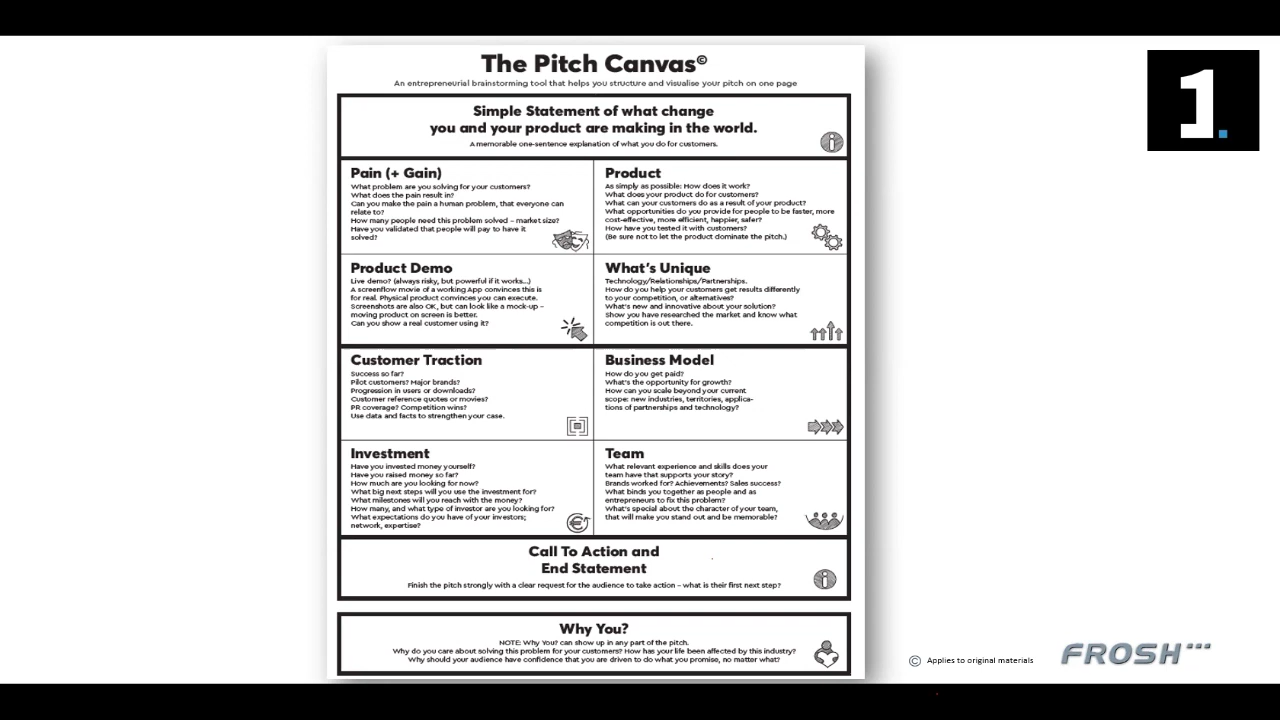 The Pitch Canvas©
An entrepreneurial brainstorming tool that helps you structure and visualise your pitch on one page
1.
Simple Statement of what change
you and your product are making in the world.
A memorable one-sentence explanation of what you do for customers.
Pain (+ Gain)
What problem are you solving for your customers?
What does the pain result in?
Can you make the pain a human problem, that everyone can
relate to?
How many people need this problem solved – market size?
Have you validated that people will pay to have it
solved?
Product
As simply as possible: How does it work?
What does your product do for customers?
What can your customers do as a result of your product?
What opportunities do you provide for people to be faster, more
cost-effective, more efficient, happier, safer?
How have you tested it with customers?
(Be sure not to let the product dominate the pitch.)
Product Demo
Live demo? (always risky, but powerful if it works...)
A screenflow movie of a working App convinces this is
for real. Physical product convinces you can execute.
Screenshots are also OK, but can look like a mock-up –
moving product on screen is better.
Can you show a real customer using it?
What's Unique
Technology/Relationships/Partnerships.
How do you help your customers get results differently
to your competition, or alternatives?
What's new and innovative about your solution?
Show you have researched the market and know what
competition is out there.
Customer Traction
Success so far?
Pilot customers? Major brands?
Progression in users or downloads?
Customer reference quotes or movies?
PR coverage? Competition wins?
Use data and facts to strengthen your case.
Business Model
How do you get paid?
What's the opportunity for growth?
How can you scale beyond your current
scope: new industries, territories, applica-
tions of partnerships and technology?
Investment
Have you invested money yourself?
Have you raised money so far?
How much are you looking for now?
What big next steps will you use the investment for?
What milestones will you reach with the money?
How many, and what type of investor are you looking for?
What expectations do you have of your investors;
network, expertise?
Team
What relevant experience and skills does your
team have that supports your story?
Brands worked for? Achievements? Sales success?
What binds you together as people and as
entrepreneurs to fix this problem?
What's special about the character of your team,
that will make you stand out and be memorable?
Call To Action and
End Statement
Finish the pitch strongly with a clear request for the audience to take action – what is their first next step?
Why You?
NOTE: Why You? can show up in any part of the pitch.
Why do you care about solving this problem for your customers? How has your life been affected by this industry?
Why should your audience have confidence that you are driven to do what you promise, no matter what?
© Applies to original materials
FROSH